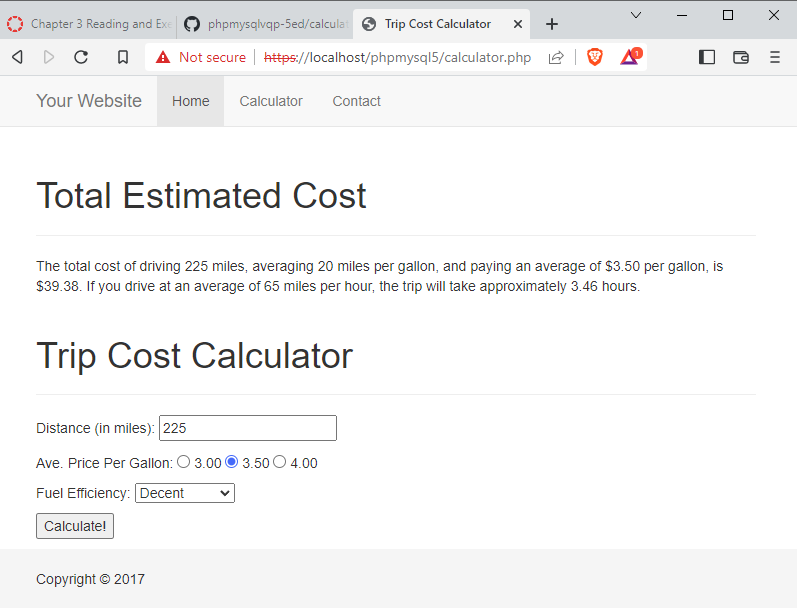 Chapter 3 Reading and Exe
phpmysqlvqp-5ed/calculat
Trip Cost Calculator
Not secure https://localhost/phpmysql5/calculator.php
1
Your Website Home Calculator Contact
Total Estimated Cost
The total cost of driving 225 miles, averaging 20 miles per gallon, and paying an average of $3.50 per gallon, is
$39.38. If you drive at an average of 65 miles per hour, the trip will take approximately 3.46 hours.
Trip Cost Calculator
Distance (in miles): 225
Ave. Price Per Gallon: 3.00 3.50 4.00
Fuel Efficiency: Decent
Calculate!
Copyright © 2017